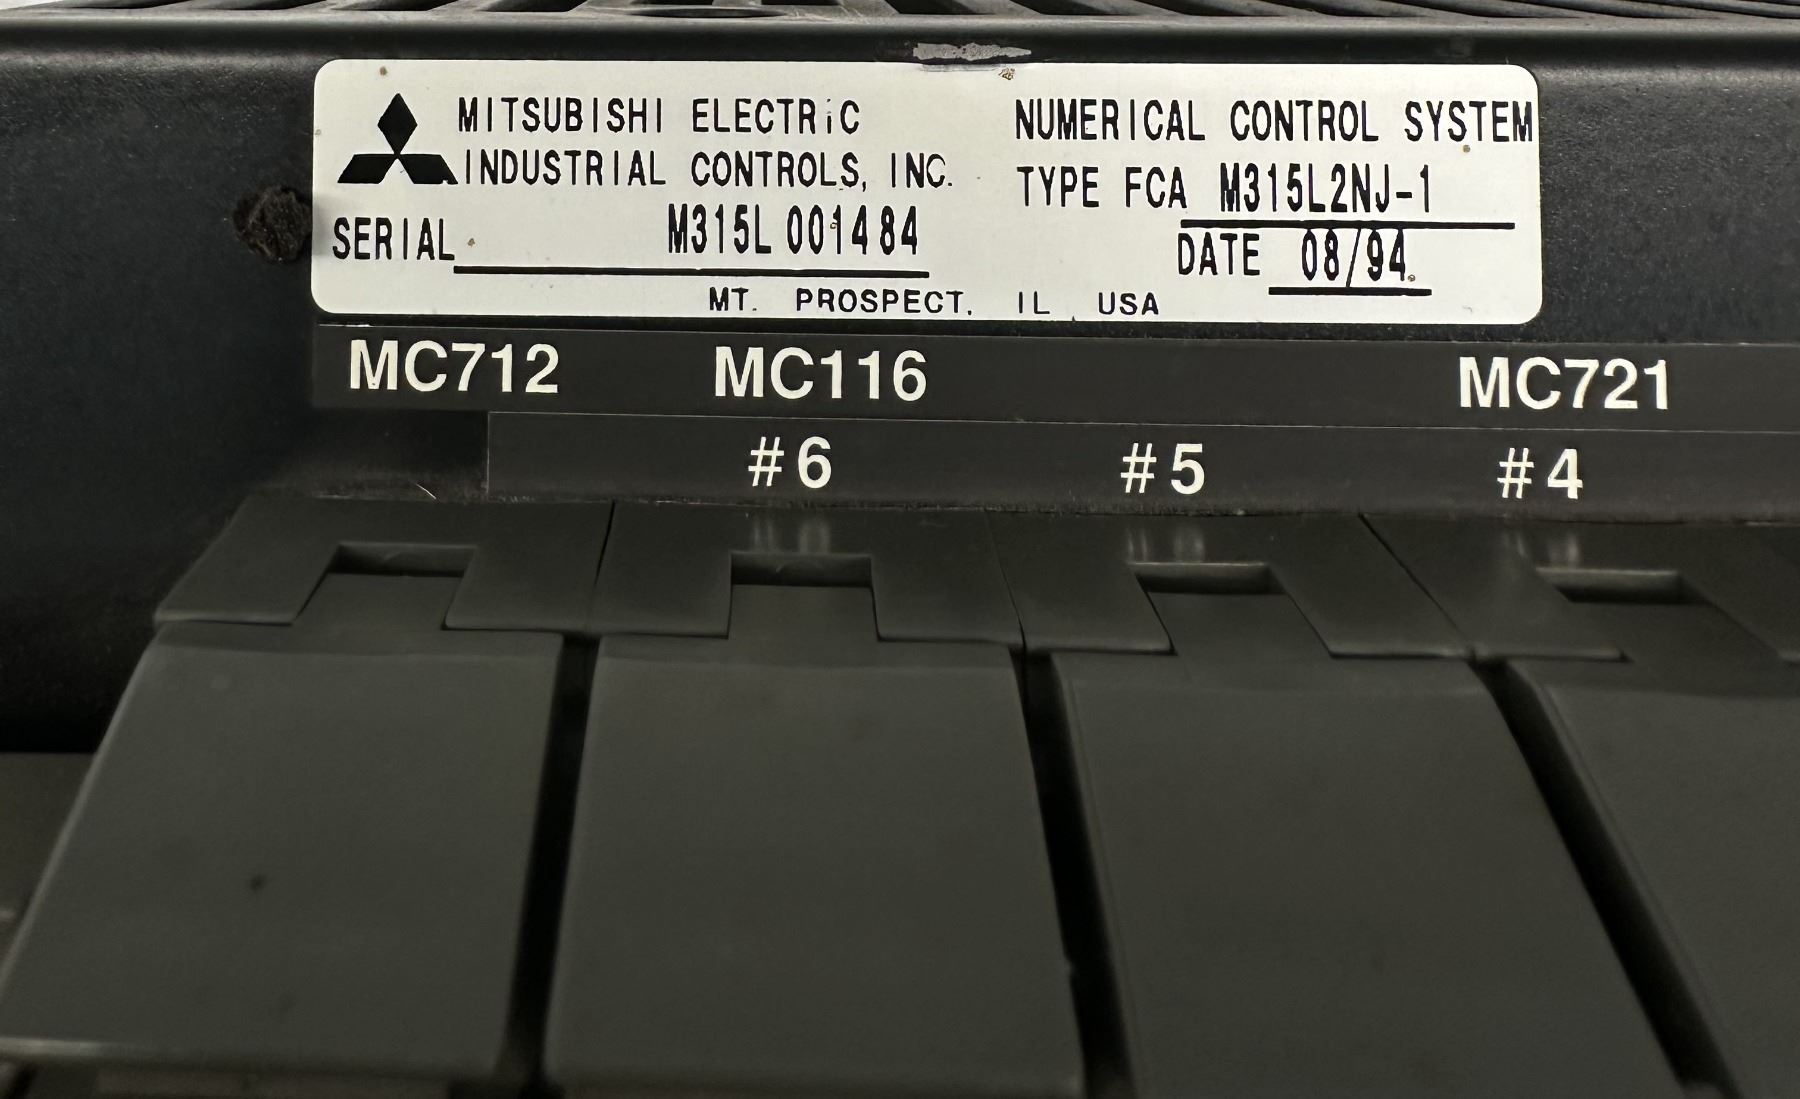 MITSUBISHI ELECTRiC
INDUSTRIAL CONTROLS, INC.
SERIAL M315L 001484
NUMERICAL CONTROL SYSTEM
TYPE FCA M315L2NJ-1
DATE 08/94
MT. PROSPECT, IL USA
MC712 MC116 MC721
#6 #5 #4